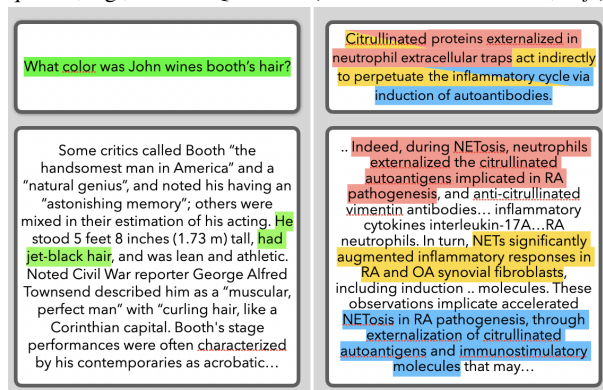 What color was John wines booth's hair?
Some critics called Booth "the
handsomest man in America" and a
"natural genius", and noted his having an
"astonishing memory"; others were
mixed in their estimation of his acting. He
stood 5 feet 8 inches (1.73 m) tall, had
jet-black hair, and was lean and athletic.
Noted Civil War reporter George Alfred
Townsend described him as a "muscular,
perfect man" with "curling hair, like a
Corinthian capital. Booth's stage
performances were often characterized
by his contemporaries as acrobatic…
Citrullinated proteins externalized in
neutrophil extracellular traps act indirectly
to perpetuate the inflammatory cycle via
induction of autoantibodies.
.. Indeed, during NETosis, neutrophils
externalized the citrullinated
autoantigens implicated in RA
pathogenesis, and anti-citrullinated
vimentin antibodies… inflammatory
cytokines interleukin-17A…RA
neutrophils. In turn, NETs significantly
augmented inflammatory responses in
RA and OA synovial fibroblasts,
including induction .. molecules. These
observations implicate accelerated
NETosis in RA pathogenesis, through
externalization of citrullinated
autoantigens and immunostimulatory
molecules that may…